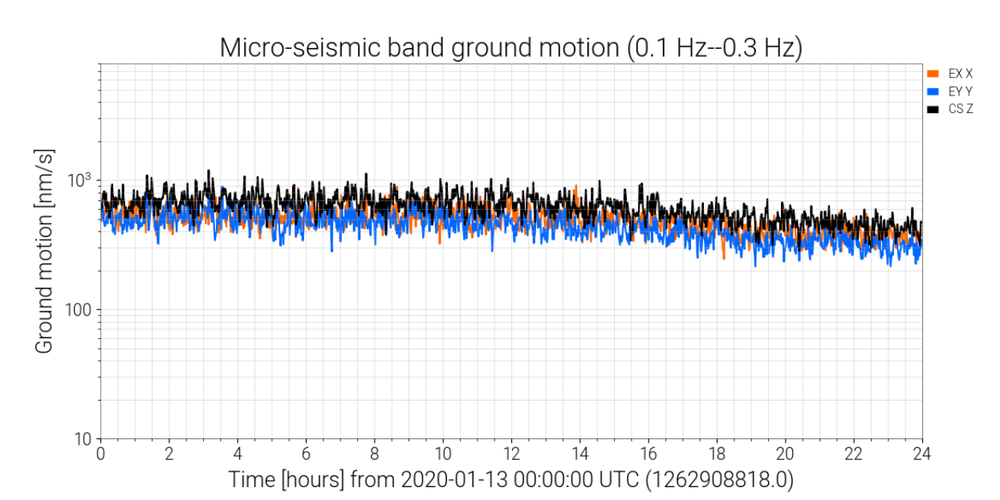 Micro-seismic band ground motion (0.1 Hz--0.3 Hz)
EX X
EY Y
CS Z
Ground motion [nm/s]
10³
100
10
0 2 4 6 8 10 12 14 16 18 20 22 24
Time [hours] from 2020-01-13 00:00:00 UTC (1262908818.0)